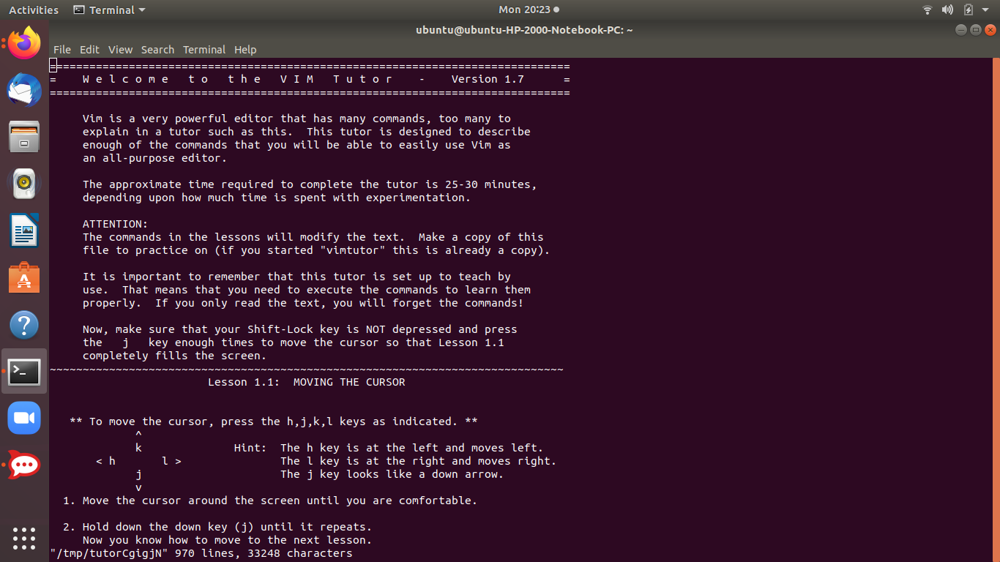 Activities Terminal Mon 20:23
ubuntu@ubuntu-HP-2000-Notebook-PC: ~
File Edit View Search Terminal Help
===============================================================================
=    W e l c o m e   t o   t h e   V I M   T u t o r    -    Version 1.7      =
===============================================================================
Vim is a very powerful editor that has many commands, too many to
explain in a tutor such as this.  This tutor is designed to describe
enough of the commands that you will be able to easily use Vim as
an all-purpose editor.
The approximate time required to complete the tutor is 25-30 minutes,
depending upon how much time is spent with experimentation.
ATTENTION:
The commands in the lessons will modify the text.  Make a copy of this
file to practice on (if you started "vimtutor" this is already a copy).
It is important to remember that this tutor is set up to teach by
use.  That means that you need to execute the commands to learn them
properly.  If you only read the text, you will forget the commands!
Now, make sure that your Shift-Lock key is NOT depressed and press
the   j   key enough times to move the cursor so that Lesson 1.1
completely fills the screen.
~~~~~~~~~~~~~~~~~~~~~~~~~~~~~~~~~~~~~~~~~~~~~~~~~~~~~~~~~~~~~~~~~~~~~~~~~~~~~~
Lesson 1.1:  MOVING THE CURSOR
** To move the cursor, press the h,j,k,l keys as indicated. **
^
k              Hint:  The h key is at the left and moves left.
< h       l >               The l key is at the right and moves right.
j                     The j key looks like a down arrow.
v
1. Move the cursor around the screen until you are comfortable.
2. Hold down the down key (j) until it repeats.
Now you know how to move to the next lesson.
"/tmp/tutorCgigjN" 970 lines, 33248 characters